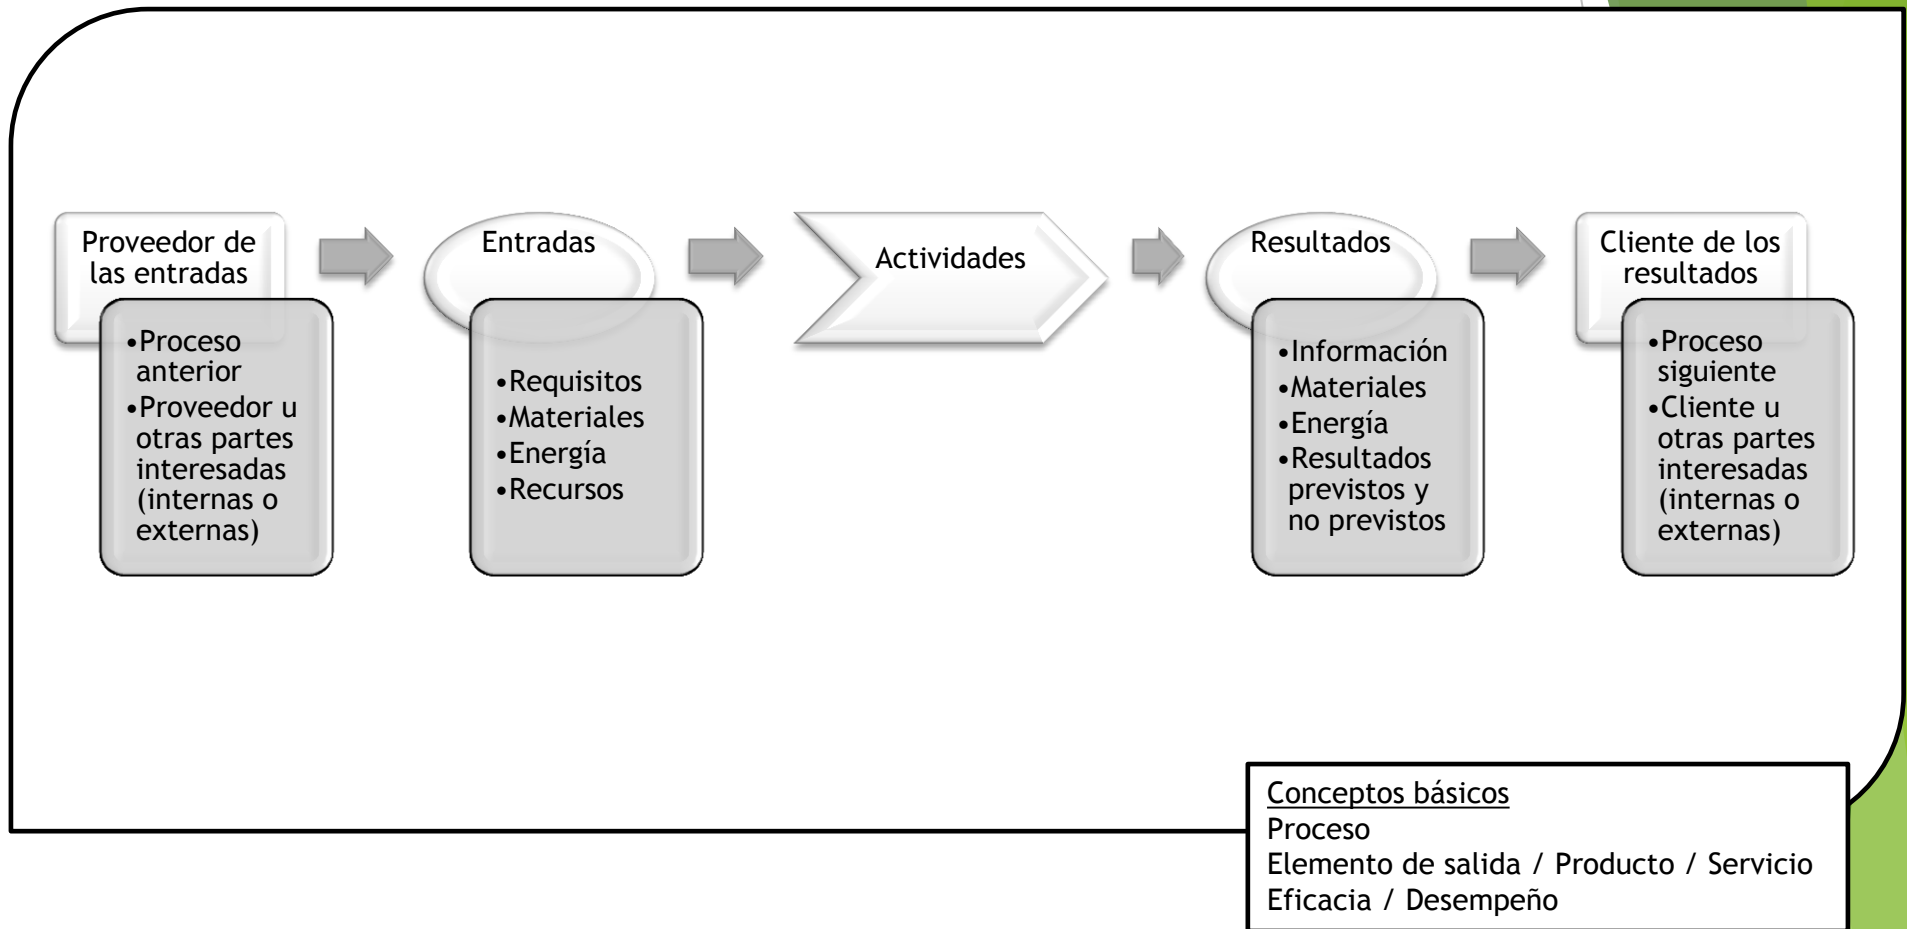 Proveedor de
las entradas
•Proceso
anterior
•Proveedor u
otras partes
interesadas
(internas o
externas)
Entradas
•Requisitos
•Materiales
•Energía
•Recursos
Actividades
Resultados
•Información
•Materiales
•Energía
•Resultados
previstos y
no previstos
Cliente de los
resultados
•Proceso
siguiente
•Cliente u
otras partes
interesadas
(internas o
externas)
Conceptos básicos
Proceso
Elemento de salida / Producto / Servicio
Eficacia / Desempeño